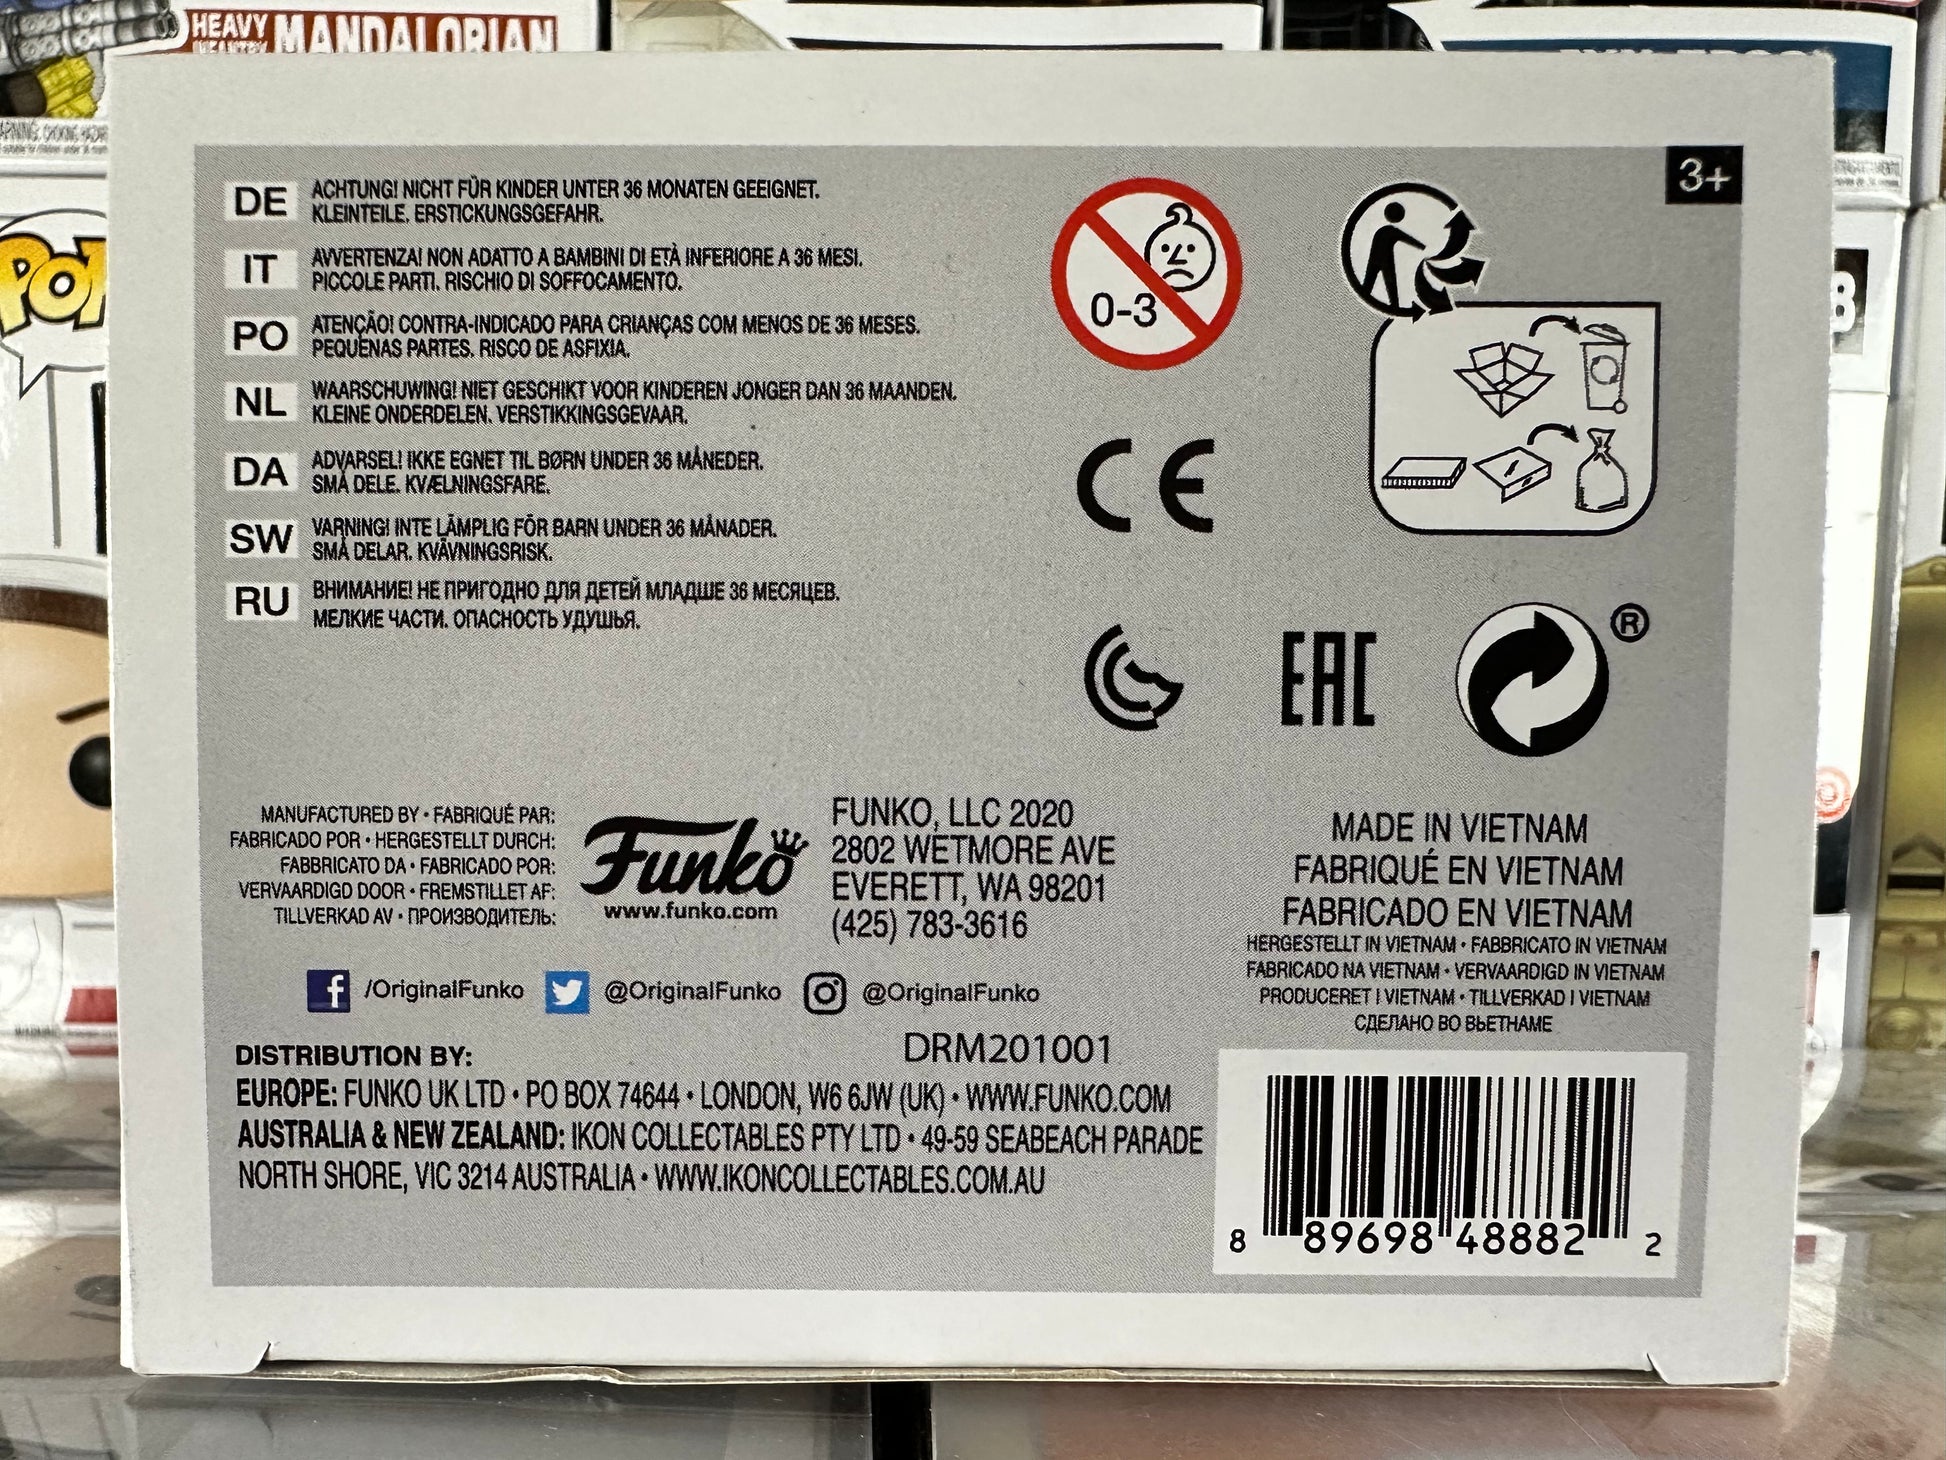 HEAVY
INFANTRY MANDALORIAN
POP
3+
DE
ACHTUNG! NICHT FÜR KINDER UNTER 36 MONATEN GEEIGNET.
KLEINTEILE. ERSTICKUNGSGEFAHR.
IT
AVVERTENZA! NON ADATTO A BAMBINI DI ETÀ INFERIORE A 36 MESI.
PICCOLE PARTI. RISCHIO DI SOFFOCAMENTO.
PO
ATENÇÃO! CONTRA-INDICADO PARA CRIANÇAS COM MENOS DE 36 MESES.
PEQUENAS PARTES. RISCO DE ASFIXIA.
NL
WAARSCHUWING! NIET GESCHIKT VOOR KINDEREN JONGER DAN 36 MAANDEN.
KLEINE ONDERDELEN. VERSTIKKINGSGEVAAR.
DA
ADVARSEL! IKKE EGNET TIL BØRN UNDER 36 MÅNEDER.
SMÅ DELE. KVÆLNINGSFARE.
SW
VARNING! INTE LÄMPLIG FÖR BARN UNDER 36 MÅNADER.
SMÅ DELAR. KVÄVNINGSRISK.
RU
ВНИМАНИЕ! НЕ ПРИГОДНО ДЛЯ ДЕТЕЙ МЛАДШЕ 36 МЕСЯЦЕВ.
МЕЛКИЕ ЧАСТИ. ОПАСНОСТЬ УДУШЬЯ.
0-3
CE
EAC
®
MANUFACTURED BY • FABRIQUÉ PAR:
FABRICADO POR • HERGESTELLT DURCH:
FABBRICATO DA • FABRICADO POR:
VERVAARDIGD DOOR • FREMSTILLET AF:
TILLVERKAD AV • ПРОИЗВОДИТЕЛЬ:
Funko
www.funko.com
FUNKO, LLC 2020
2802 WETMORE AVE
EVERETT, WA 98201
(425) 783-3616
MADE IN VIETNAM
FABRIQUÉ EN VIETNAM
FABRICADO EN VIETNAM
HERGESTELLT IN VIETNAM • FABBRICATO IN VIETNAM
FABRICADO NA VIETNAM • VERVAARDIGD IN VIETNAM
PRODUCERET I VIETNAM • TILLVERKAD I VIETNAM
СДЕЛАНО ВО ВЬЕТНАМЕ
/OriginalFunko @OriginalFunko @OriginalFunko
DRM201001
DISTRIBUTION BY:
EUROPE: FUNKO UK LTD • PO BOX 74644 • LONDON, W6 6JW (UK) • WWW.FUNKO.COM
AUSTRALIA & NEW ZEALAND: IKON COLLECTABLES PTY LTD • 49-59 SEABEACH PARADE
NORTH SHORE, VIC 3214 AUSTRALIA • WWW.IKONCOLLECTABLES.COM.AU
8 89698 48882 2